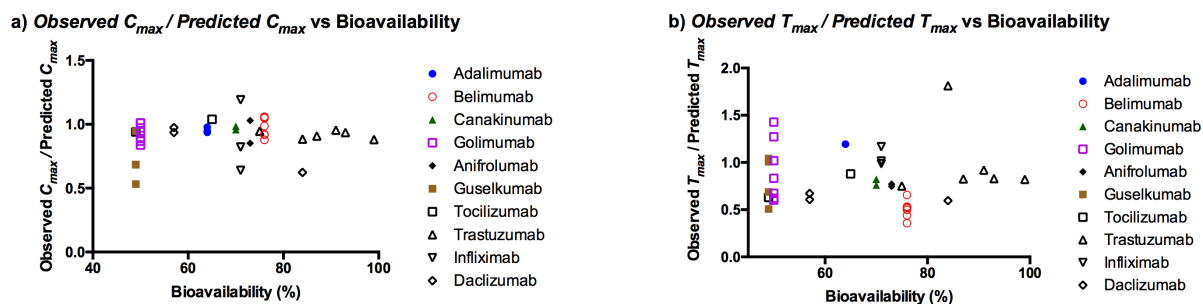 a) Observed Cmax / Predicted Cmax vs Bioavailability
Observed Cmax / Predicted Cmax
1.5
1.0
0.5
0.0
40
60
80
100
Bioavailability (%)
Adalimumab
Belimumab
Canakinumab
Golimumab
Anifrolumab
Guselkumab
Tocilizumab
Trastuzumab
Infliximab
Daclizumab
b) Observed Tmax / Predicted Tmax vs Bioavailability
Observed Tmax / Predicted Tmax
2.0
1.5
1.0
0.5
0.0
60
80
100
Bioavailability (%)
Adalimumab
Belimumab
Canakinumab
Golimumab
Anifrolumab
Guselkumab
Tocilizumab
Trastuzumab
Infliximab
Daclizumab